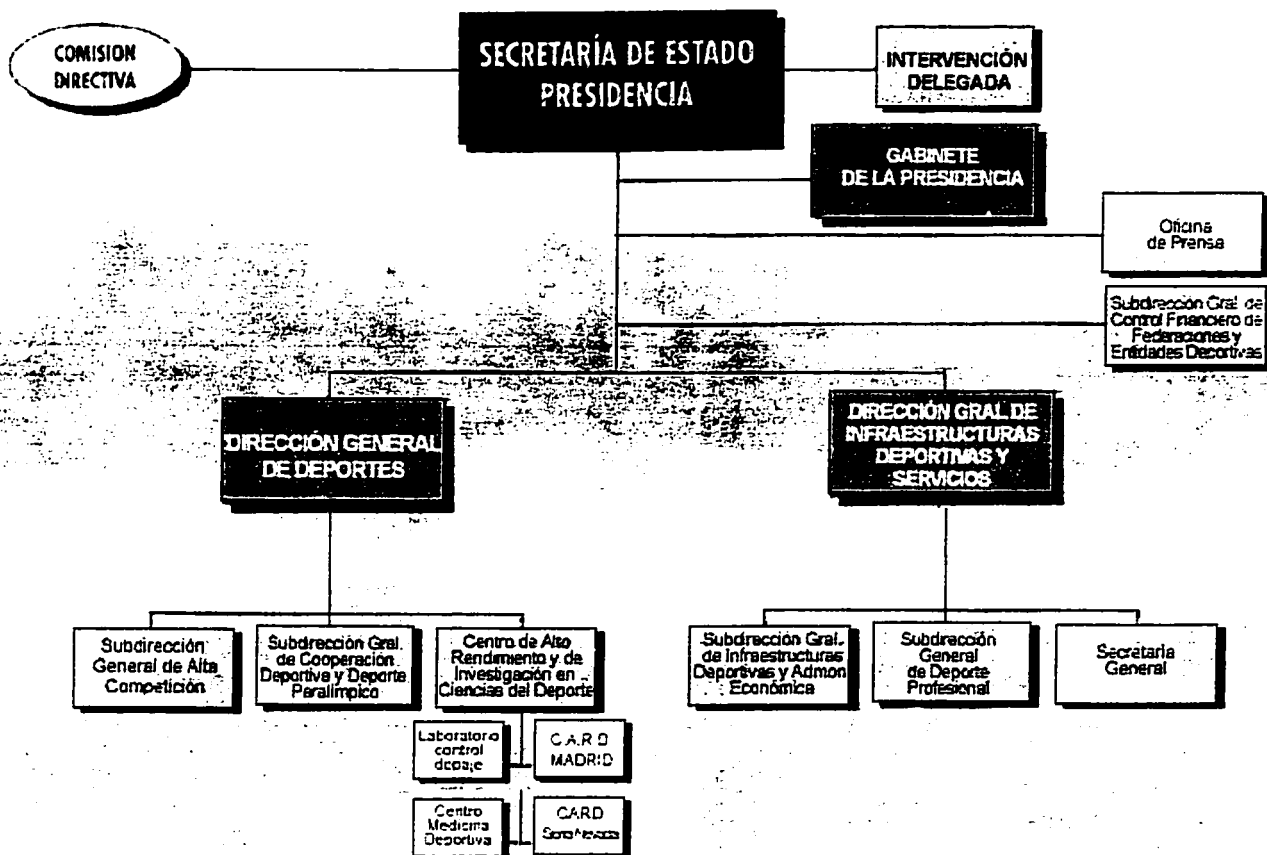 COMISION
DIRECTIVA
SECRETARÍA DE ESTADO
PRESIDENCIA
INTERVENCIÓN
DELEGADA
GABINETE
DE LA PRESIDENCIA
Oficina
de Prensa
Subdirección Gral. de
Control Financiero de
Federaciones y
Entidades Deportivas
DIRECCIÓN GENERAL
DE DEPORTES
DIRECCIÓN GRAL DE
INFRAESTRUCTURAS
DEPORTIVAS Y
SERVICIOS
Subdirección
General de Alta
Competición
Subdirección Gral.
de Cooperación
Deportiva y Deporte
Paralímpico
Centro de Alto
Rendimiento y de
Investigación en
Ciencias del Deporte
Subdirección Gral.
de Infraestructuras
Deportivas y Admon
Económica
Subdirección
General
de Deporte
Profesional
Secretaria
General
Laboratorio
control
dopaje
C.A.R.D
MADRID
Centro
Medicina
Deportiva
CARD
Sierra Nevada